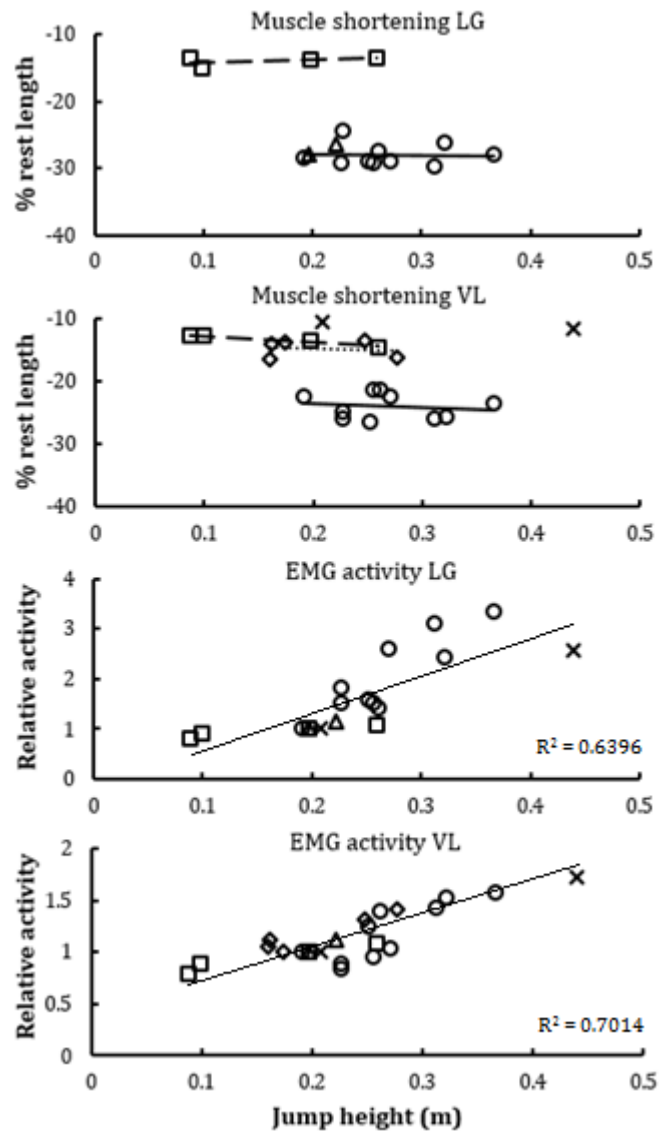 Muscle shortening LG
% rest length
-10
-20
-30
-40
0 0.1 0.2 0.3 0.4 0.5
Muscle shortening VL
% rest length
-10
-20
-30
-40
0 0.1 0.2 0.3 0.4 0.5
EMG activity LG
Relative activity
4
3
2
1
0
R² = 0.6396
0 0.1 0.2 0.3 0.4 0.5
EMG activity VL
Relative activity
2
1.5
1
0.5
0
R² = 0.7014
0 0.1 0.2 0.3 0.4 0.5
Jump height (m)